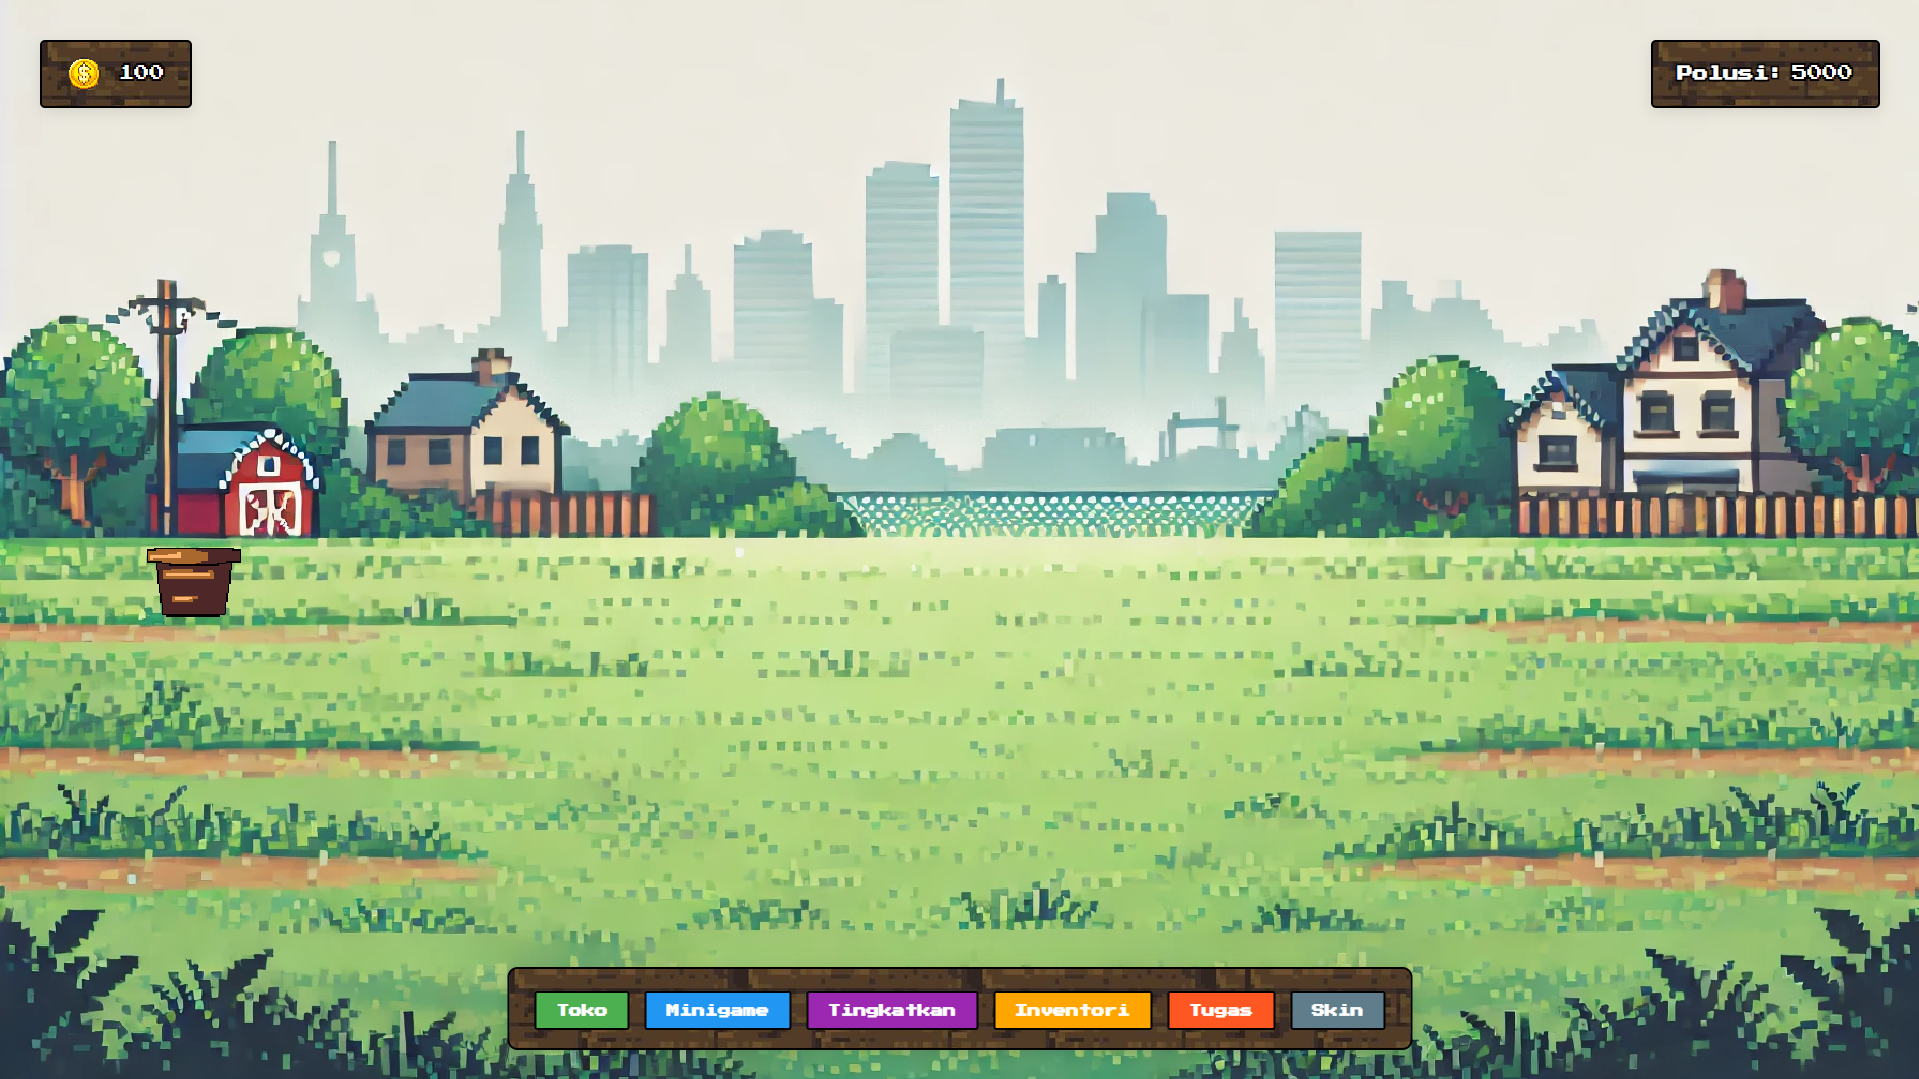 100
Polusi: 5000
Toko
Minigame
Tingkatkan
Inventori
Tugas
Skin